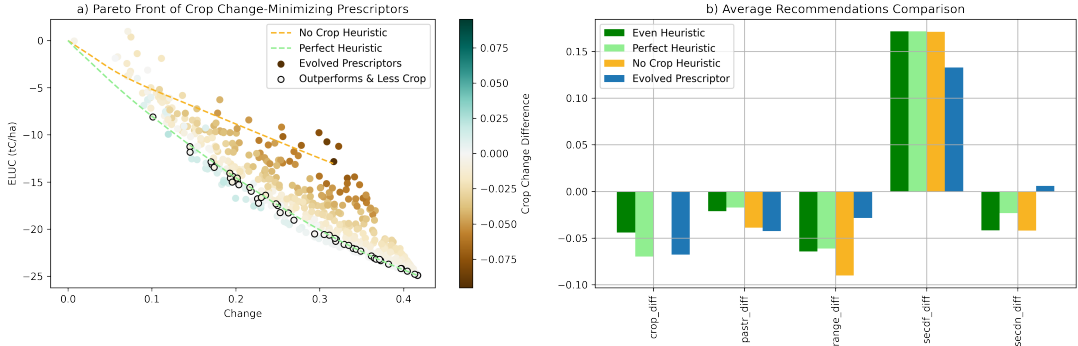 a) Pareto Front of Crop Change-Minimizing Prescriptors
No Crop Heuristic
Perfect Heuristic
Evolved Prescriptors
Outperforms & Less Crop
ELUC (tC/ha)
0
−5
−10
−15
−20
−25
0.0
0.1
0.2
0.3
0.4
Change
Crop Change Difference
0.075
0.050
0.025
0.000
−0.025
−0.050
−0.075
b) Average Recommendations Comparison
Even Heuristic
Perfect Heuristic
No Crop Heuristic
Evolved Prescriptor
0.15
0.10
0.05
0.00
−0.05
−0.10
crop_diff
pastr_diff
range_diff
secdf_diff
secdn_diff